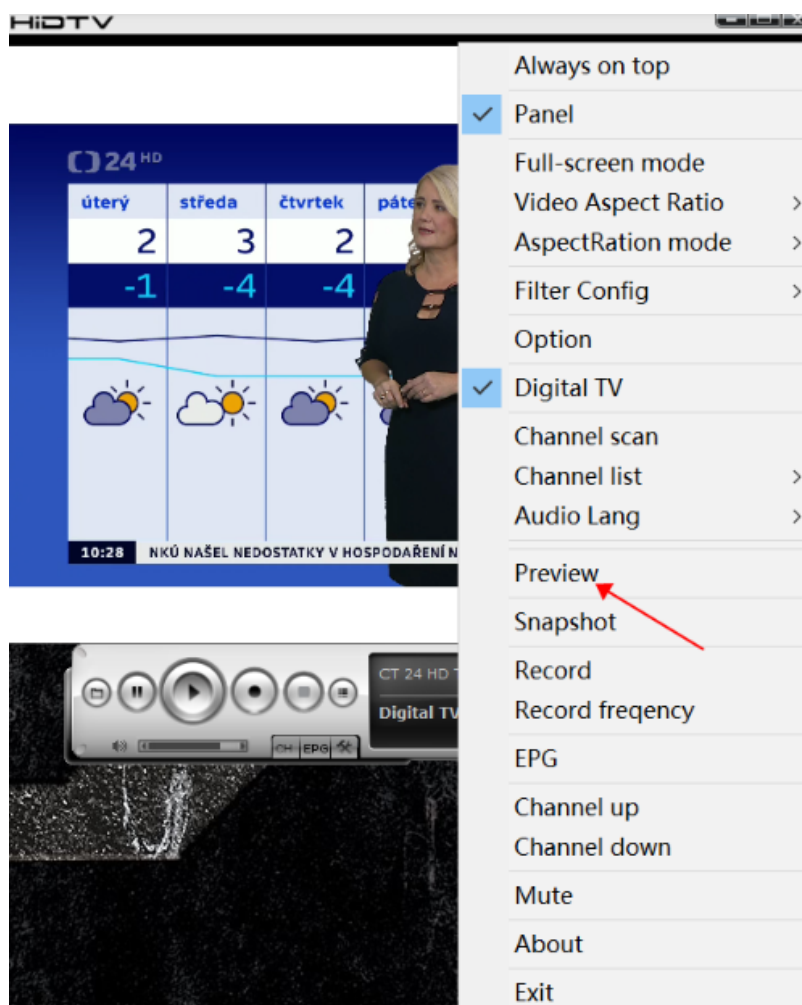 HiDTV
Always on top
Panel
Full-screen mode
Video Aspect Ratio
AspectRation mode
Filter Config
Option
Digital TV
Channel scan
Channel list
Audio Lang
Preview
Snapshot
Record
Record freqency
EPG
Channel up
Channel down
Mute
About
Exit
24 HD
úterý středa čtvrtek páte
2 3 2
-1 -4 -4
10:28 NKÚ NAŠEL NEDOSTATKY V HOSPODAŘENÍ N
CT 24 HD
Digital TV
CH EPG